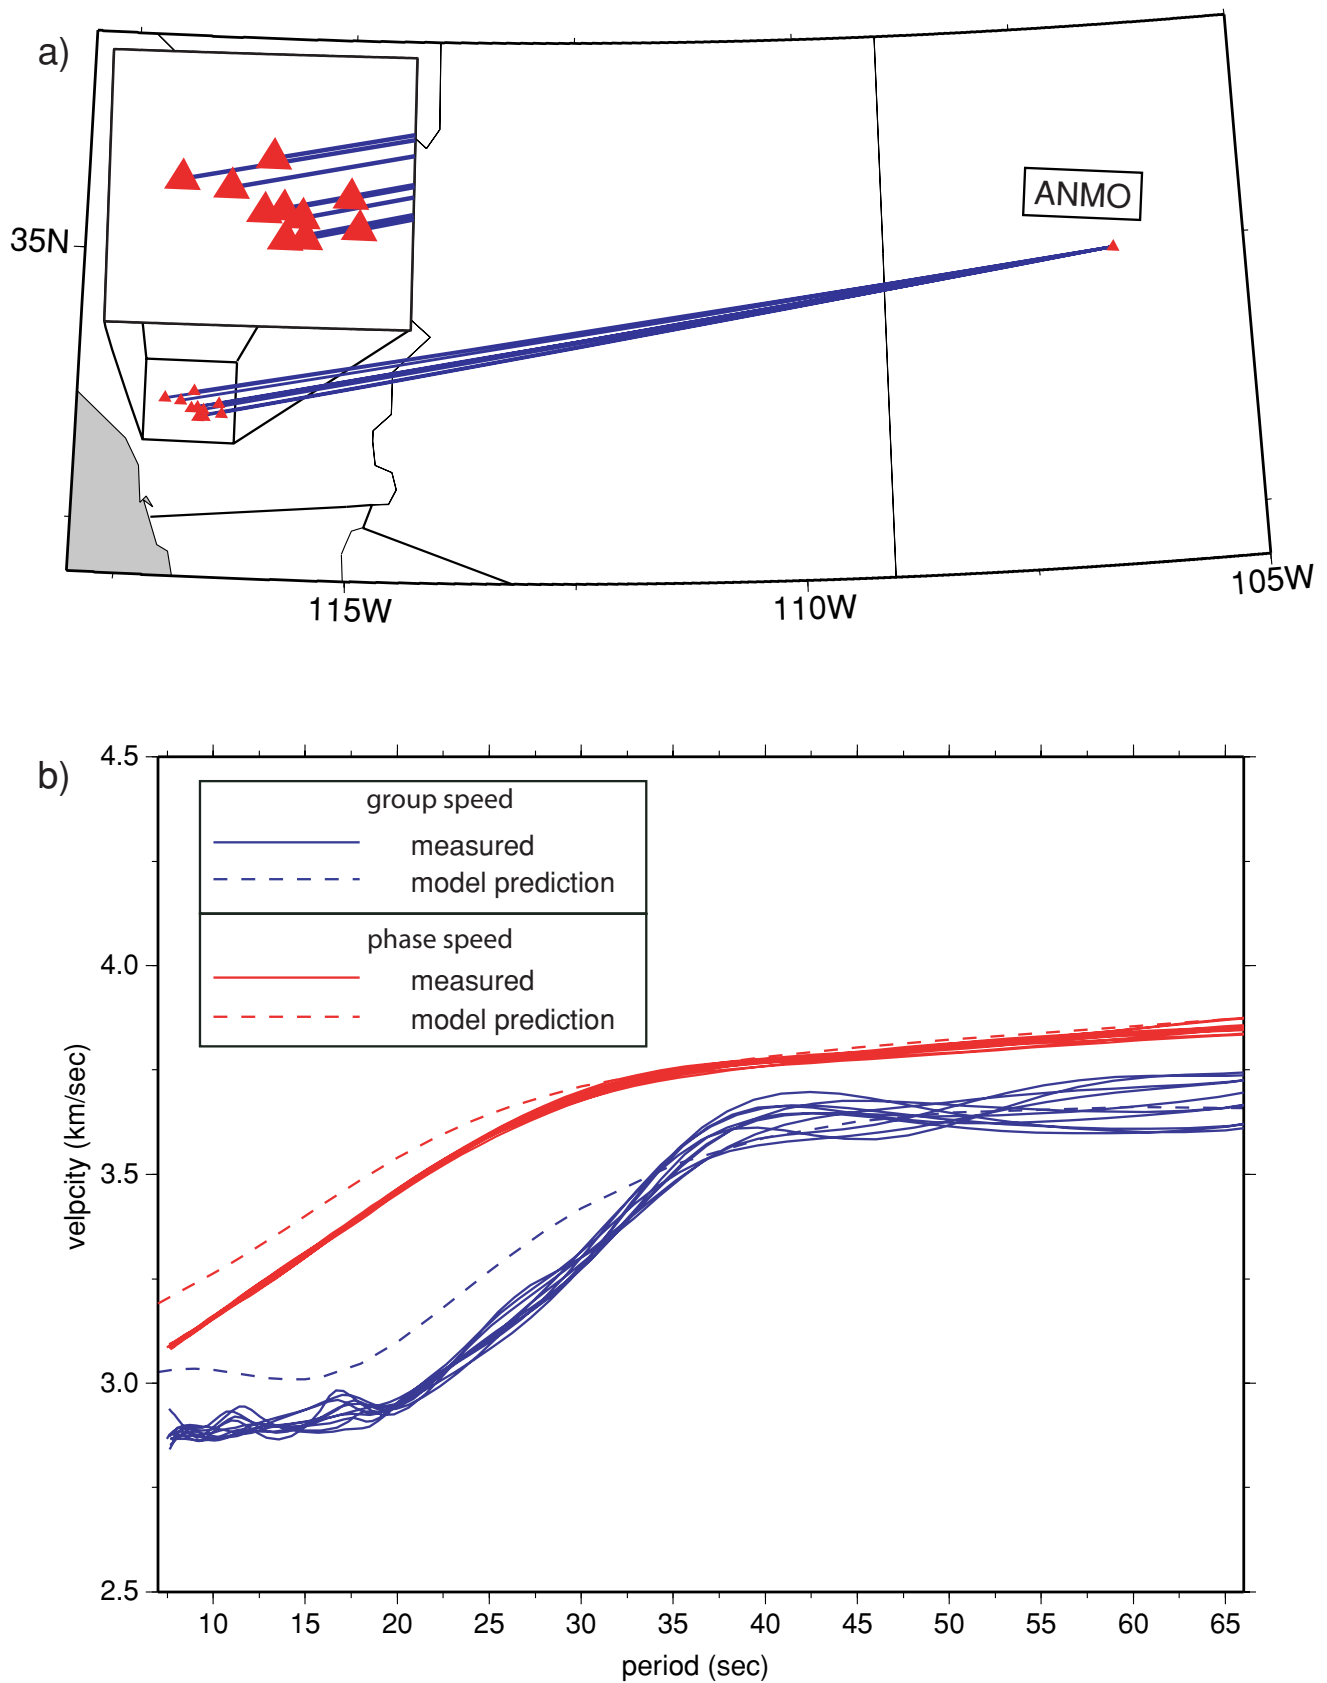 a)
ANMO
35N
115W
110W
105W
b)
4.5
4.0
3.5
3.0
2.5
velpcity (km/sec)
group speed
measured
model prediction
phase speed
measured
model prediction
10 15 20 25 30 35 40 45 50 55 60 65
period (sec)